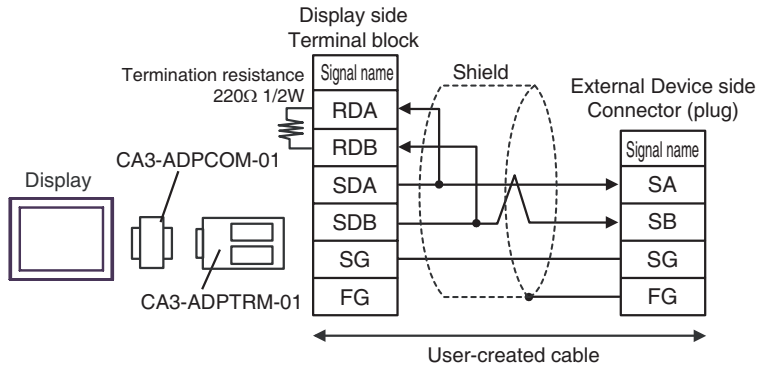 Display side
Terminal block
Termination resistance
220Ω 1/2W
Signal name
RDA
RDB
SDA
SDB
SG
FG
Shield
External Device side
Connector (plug)
Signal name
SA
SB
SG
FG
Display
CA3-ADPCOM-01
CA3-ADPTRM-01
User-created cable